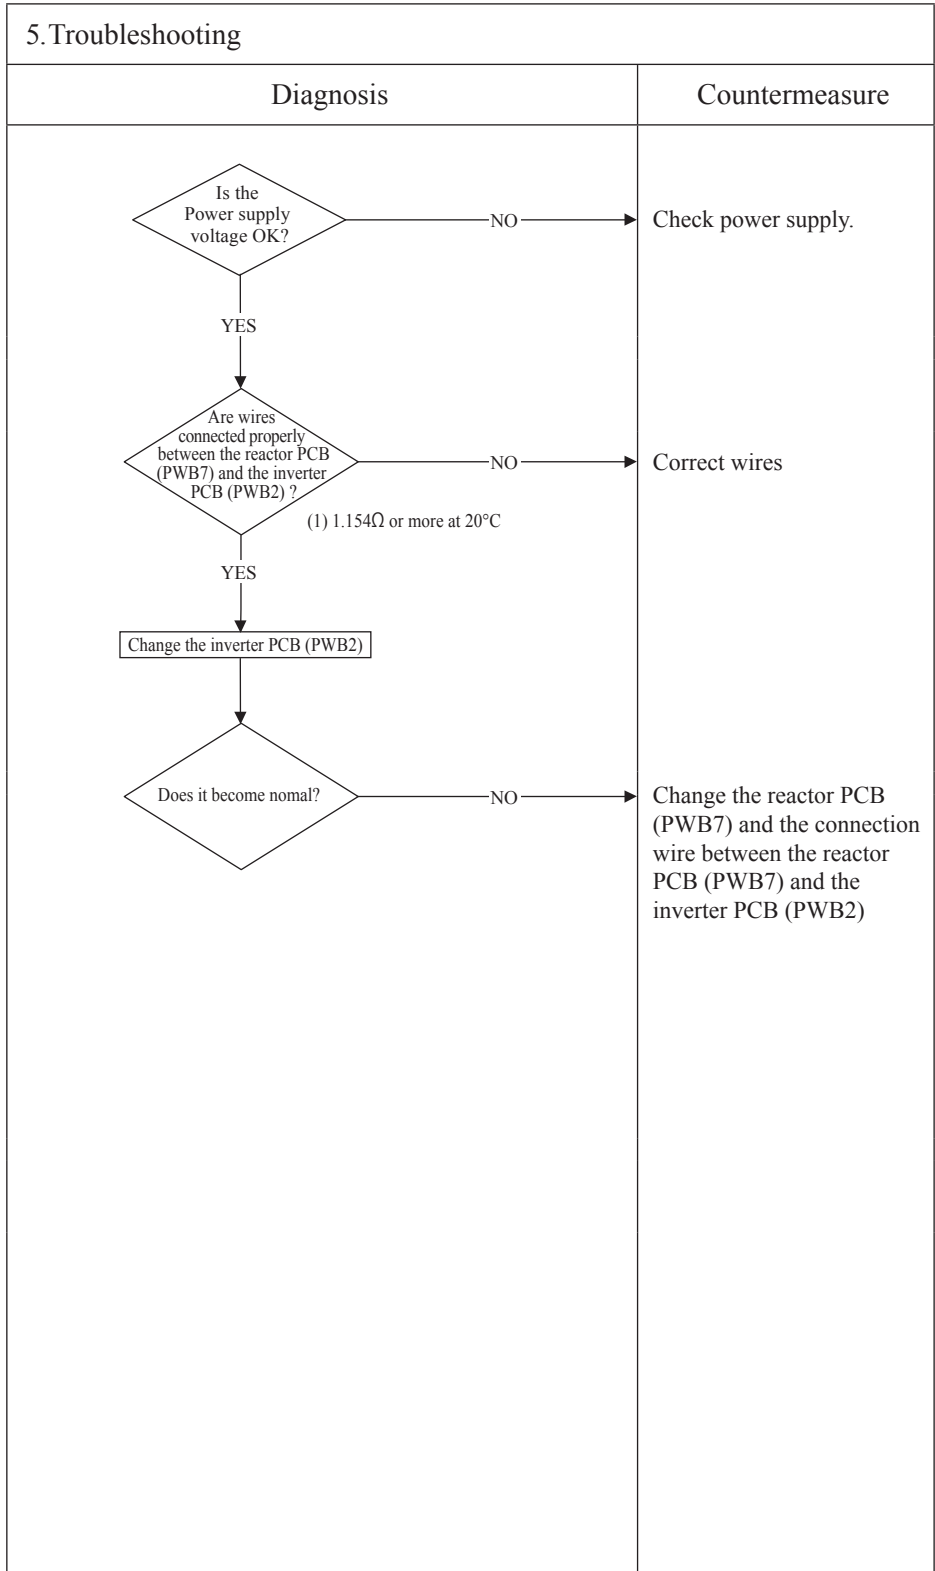 5.Troubleshooting
Diagnosis
Countermeasure
Is the
Power supply
voltage OK?
NO
Check power supply.
YES
Are wires
connected properly
between the reactor PCB
(PWB7) and the inverter
PCB (PWB2) ?
NO
Correct wires
(1) 1.154Ω or more at 20°C
YES
Change the inverter PCB (PWB2)
Does it become nomal?
NO
Change the reactor PCB
(PWB7) and the connection
wire between the reactor
PCB (PWB7) and the
inverter PCB (PWB2)